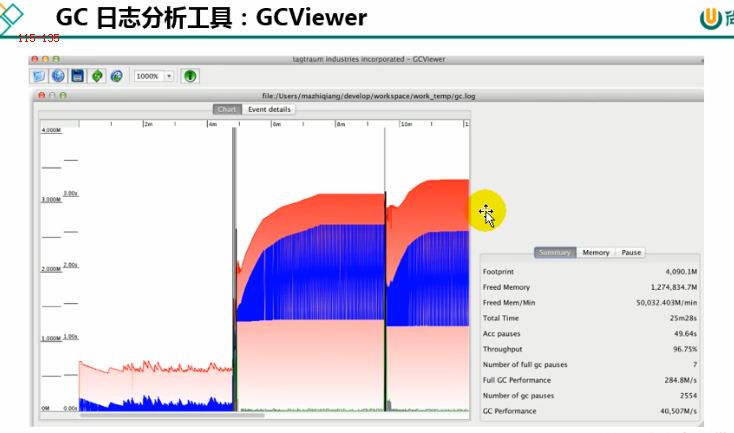 GC 日志分析工具：GCViewer
尚
115 135
tagtraum industries incorporated - GCViewer
1000%
file:/Users/mazhiqiang/develop/workspace/work_temp/gc.log
Chart Event details
2m 4m 6m 8m 10m 1
4,000M
3,000M 3.00s
2,000M 2.00s
1,000M 1.00s
0M 0.00s
Summary Memory Pause
Footprint 4,090.1M
Freed Memory 1,274,834.7M
Freed Mem/Min 50,032.403M/min
Total Time 25m28s
Acc pauses 49.64s
Throughput 96.75%
Number of full gc pauses 7
Full GC Performance 284.8M/s
Number of gc pauses 2554
GC Performance 40,507M/s